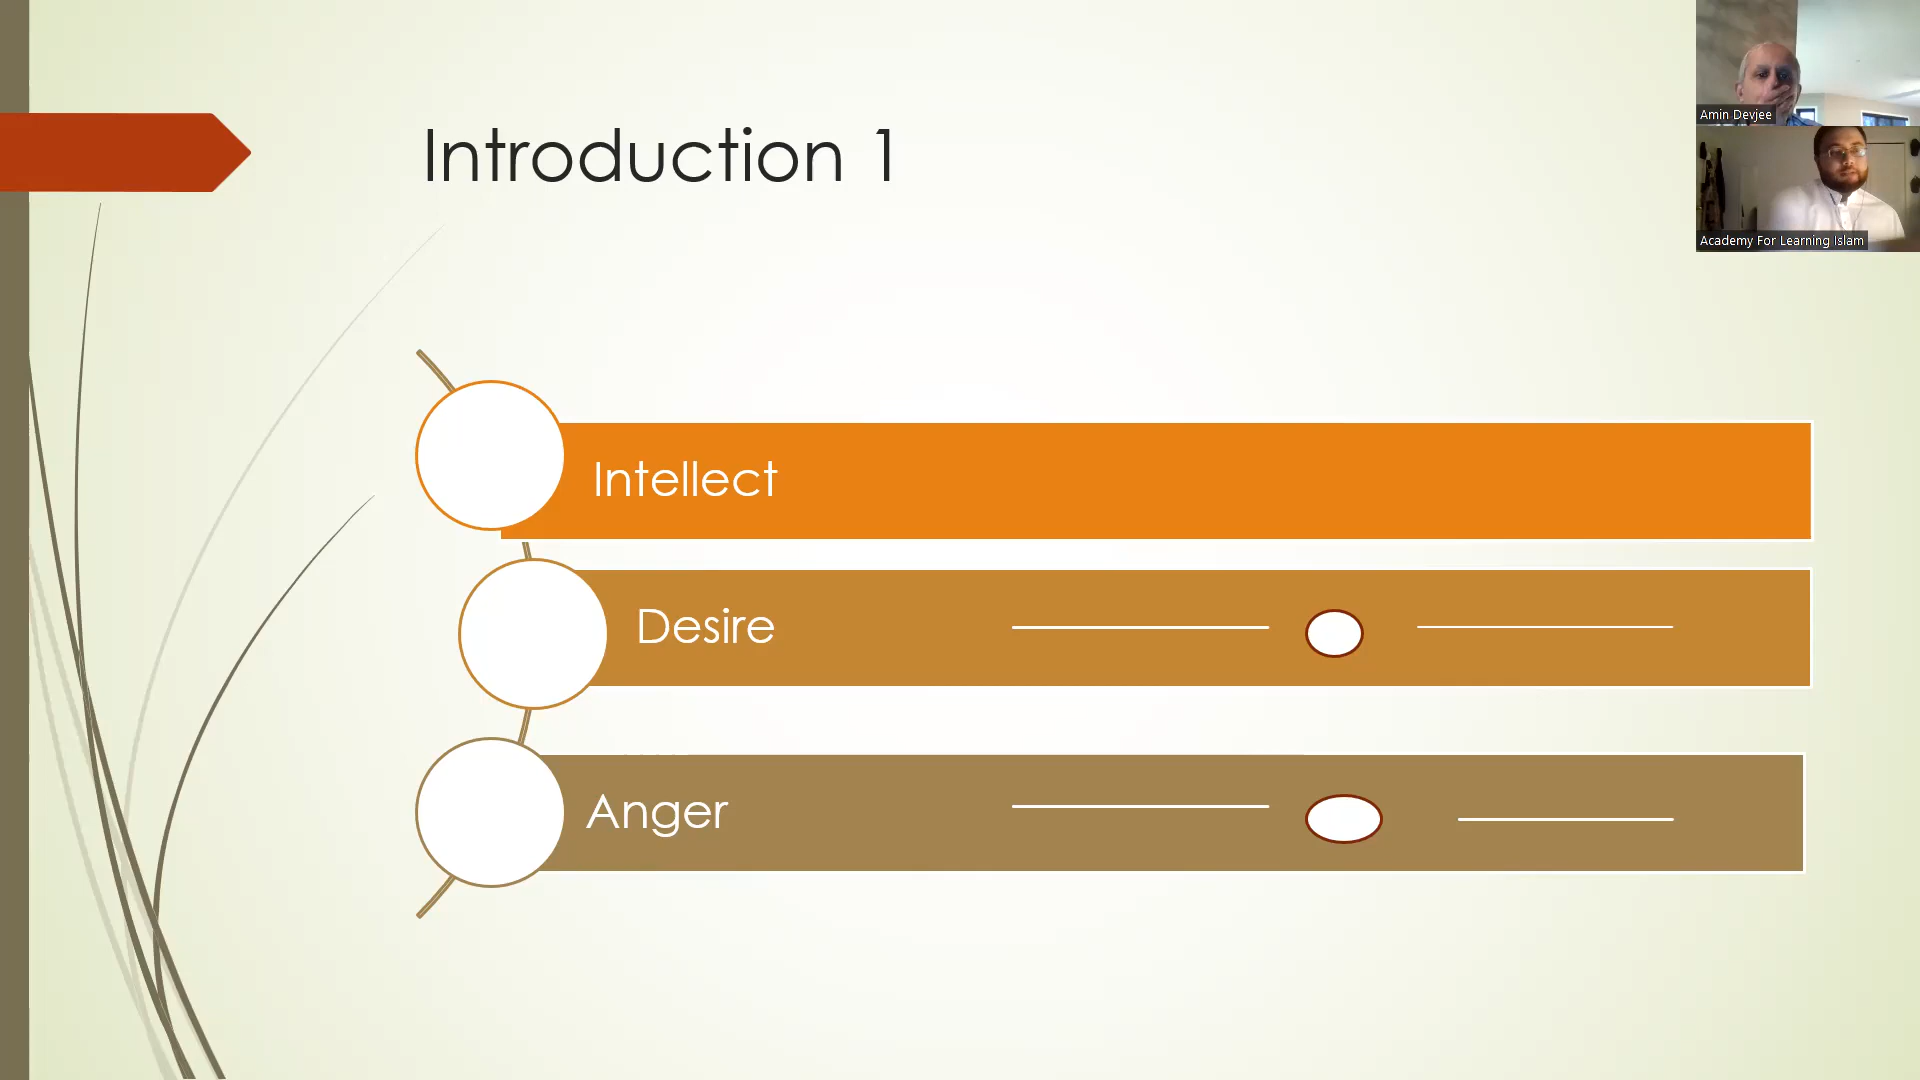 Introduction 1
Amin Devjee
Academy For Learning Islam
Intellect
Desire
Anger